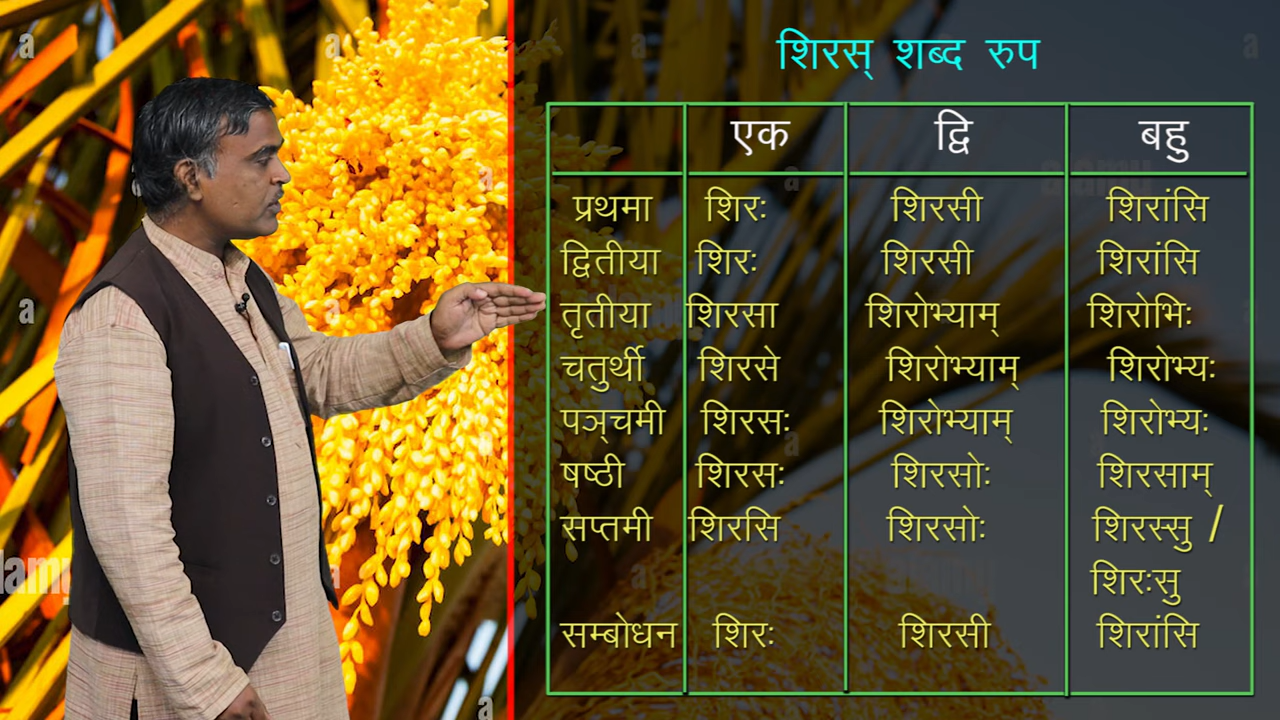 शिरस् शब्द रुप
एक द्वि बहु
प्रथमा शिरः शिरसी शिरांसि
द्वितीया शिरः शिरसी शिरांसि
तृतीया शिरसा शिरोभ्याम् शिरोभिः
चतुर्थी शिरसे शिरोभ्याम् शिरोभ्यः
पञ्चमी शिरसः शिरोभ्याम् शिरोभ्यः
षष्ठी शिरसः शिरसोः शिरसाम्
सप्तमी शिरसि शिरसोः शिरस्सु /
शिरःसु
सम्बोधन शिरः शिरसी शिरांसि